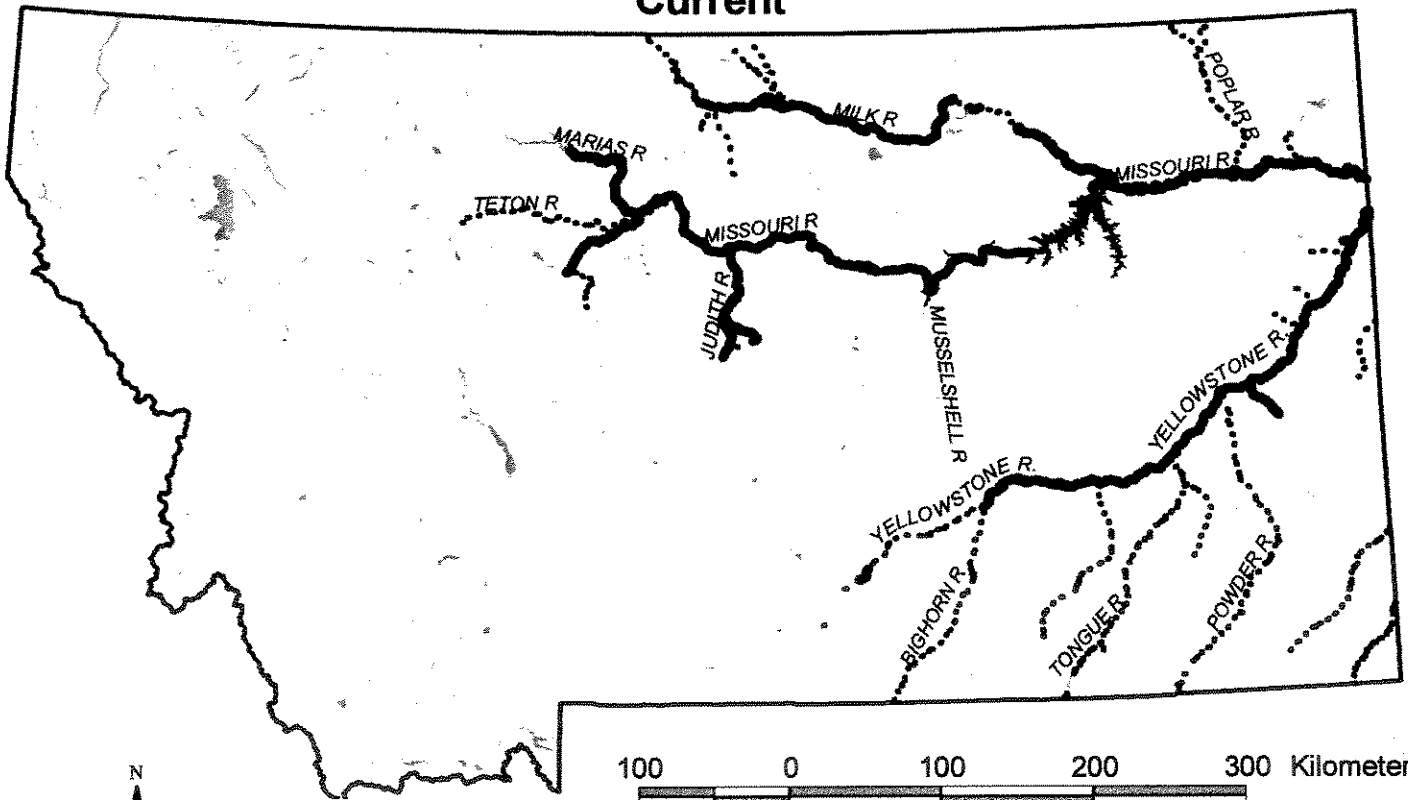 Current
POPLAR R
MILK R
MARIAS R
MISSOURI R
TETON R
MISSOURI R
JUDITH R
MUSSELSHELL R
YELLOWSTONE R.
YELLOWSTONE R.
BIGHORN R
TONGUE R
POWDER R
N
100 0 100 200 300 Kilometer